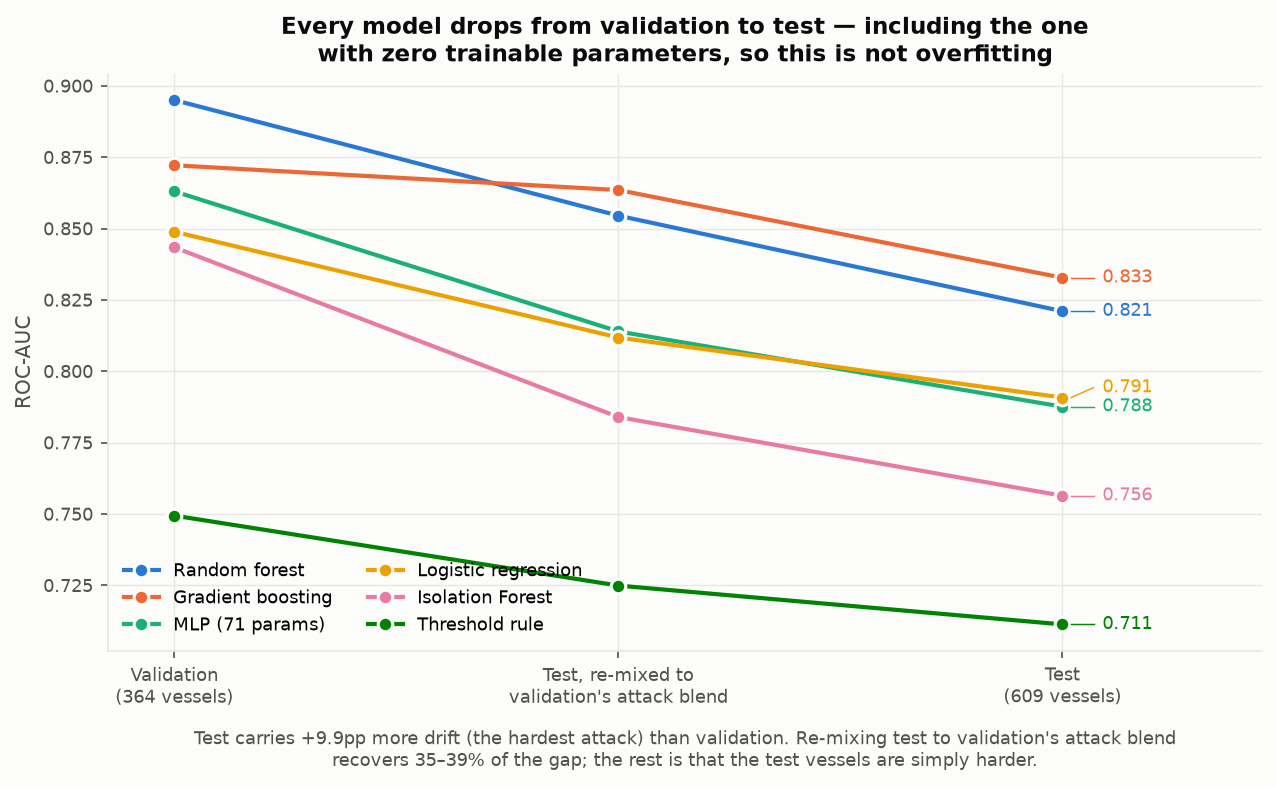 Every model drops from validation to test — including the one
with zero trainable parameters, so this is not overfitting
ROC-AUC
0.900
0.875
0.850
0.825
0.800
0.775
0.750
0.725
0.833
0.821
0.791
0.788
0.756
0.711
Random forest
Gradient boosting
MLP (71 params)
Logistic regression
Isolation Forest
Threshold rule
Validation
(364 vessels)
Test, re-mixed to
validation's attack blend
Test
(609 vessels)
Test carries +9.9pp more drift (the hardest attack) than validation. Re-mixing test to validation's attack blend
recovers 35–39% of the gap; the rest is that the test vessels are simply harder.